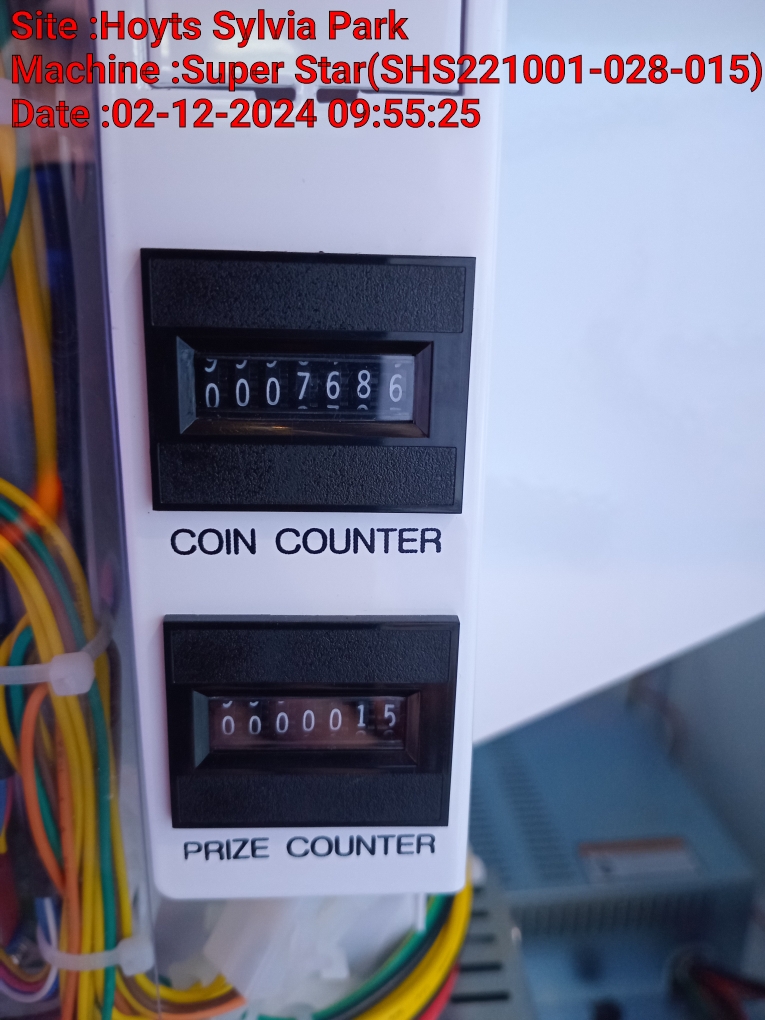 Site :Hoyts Sylvia Park
Machine :Super Star(SHS221001-028-015)
Date :02-12-2024 09:55:25
0007686
COIN COUNTER
0000015
PRIZE COUNTER